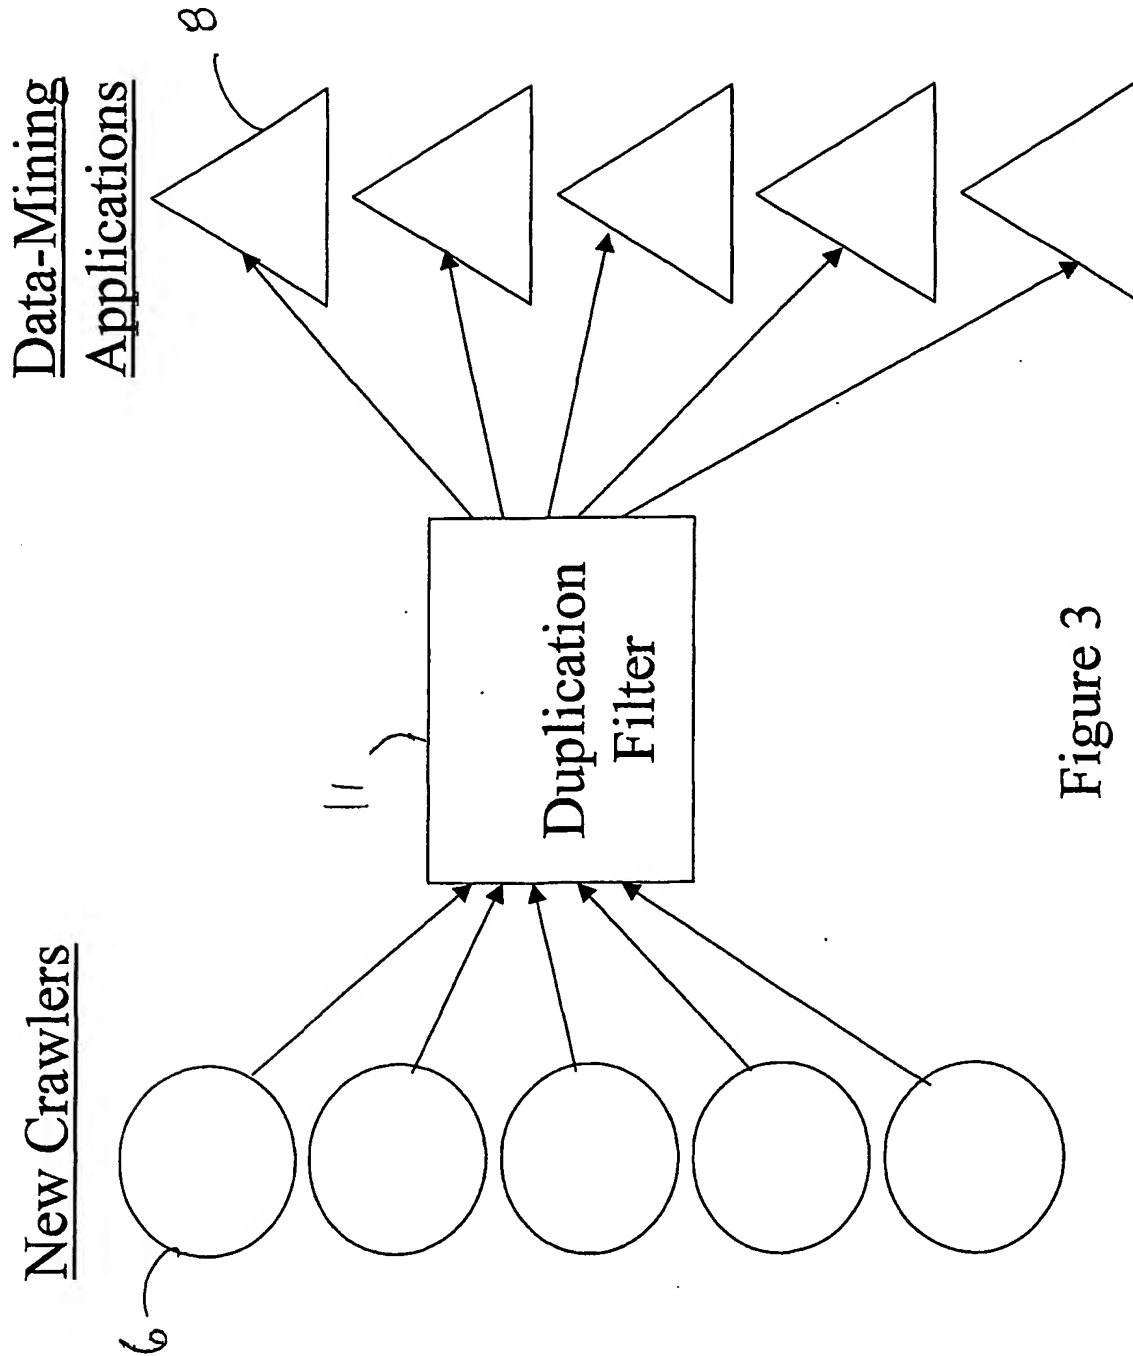 New Crawlers
6
11
Duplication
Filter
Data-Mining
Applications
8
Figure 3